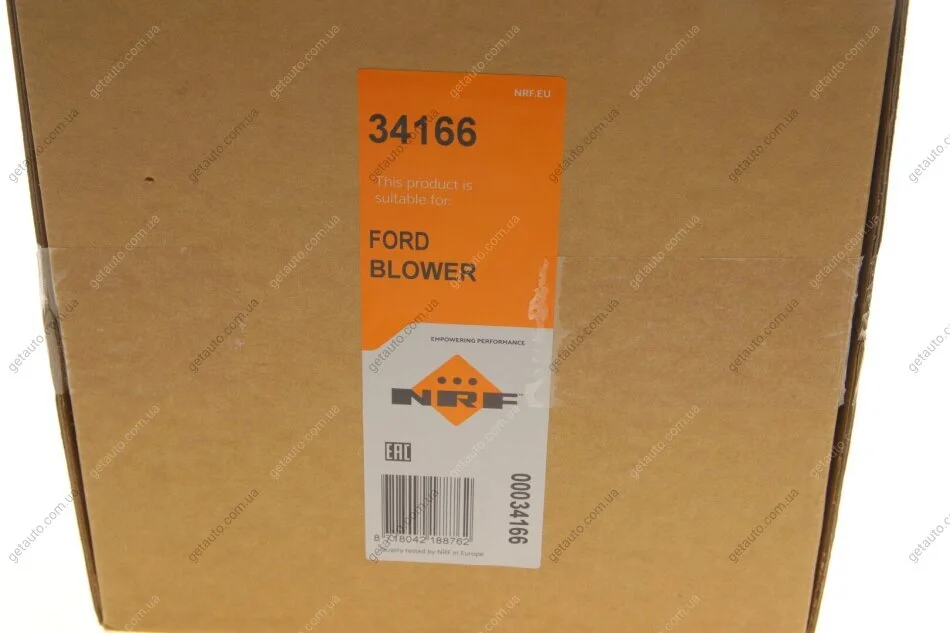 NRF.EU
34166
This product is
suitable for:
FORD
BLOWER
EMPOWERING PERFORMANCE
NRF
EAC
00034166
8 718042 188762
Quality tested by NRF in Europe
getauto.com.ua